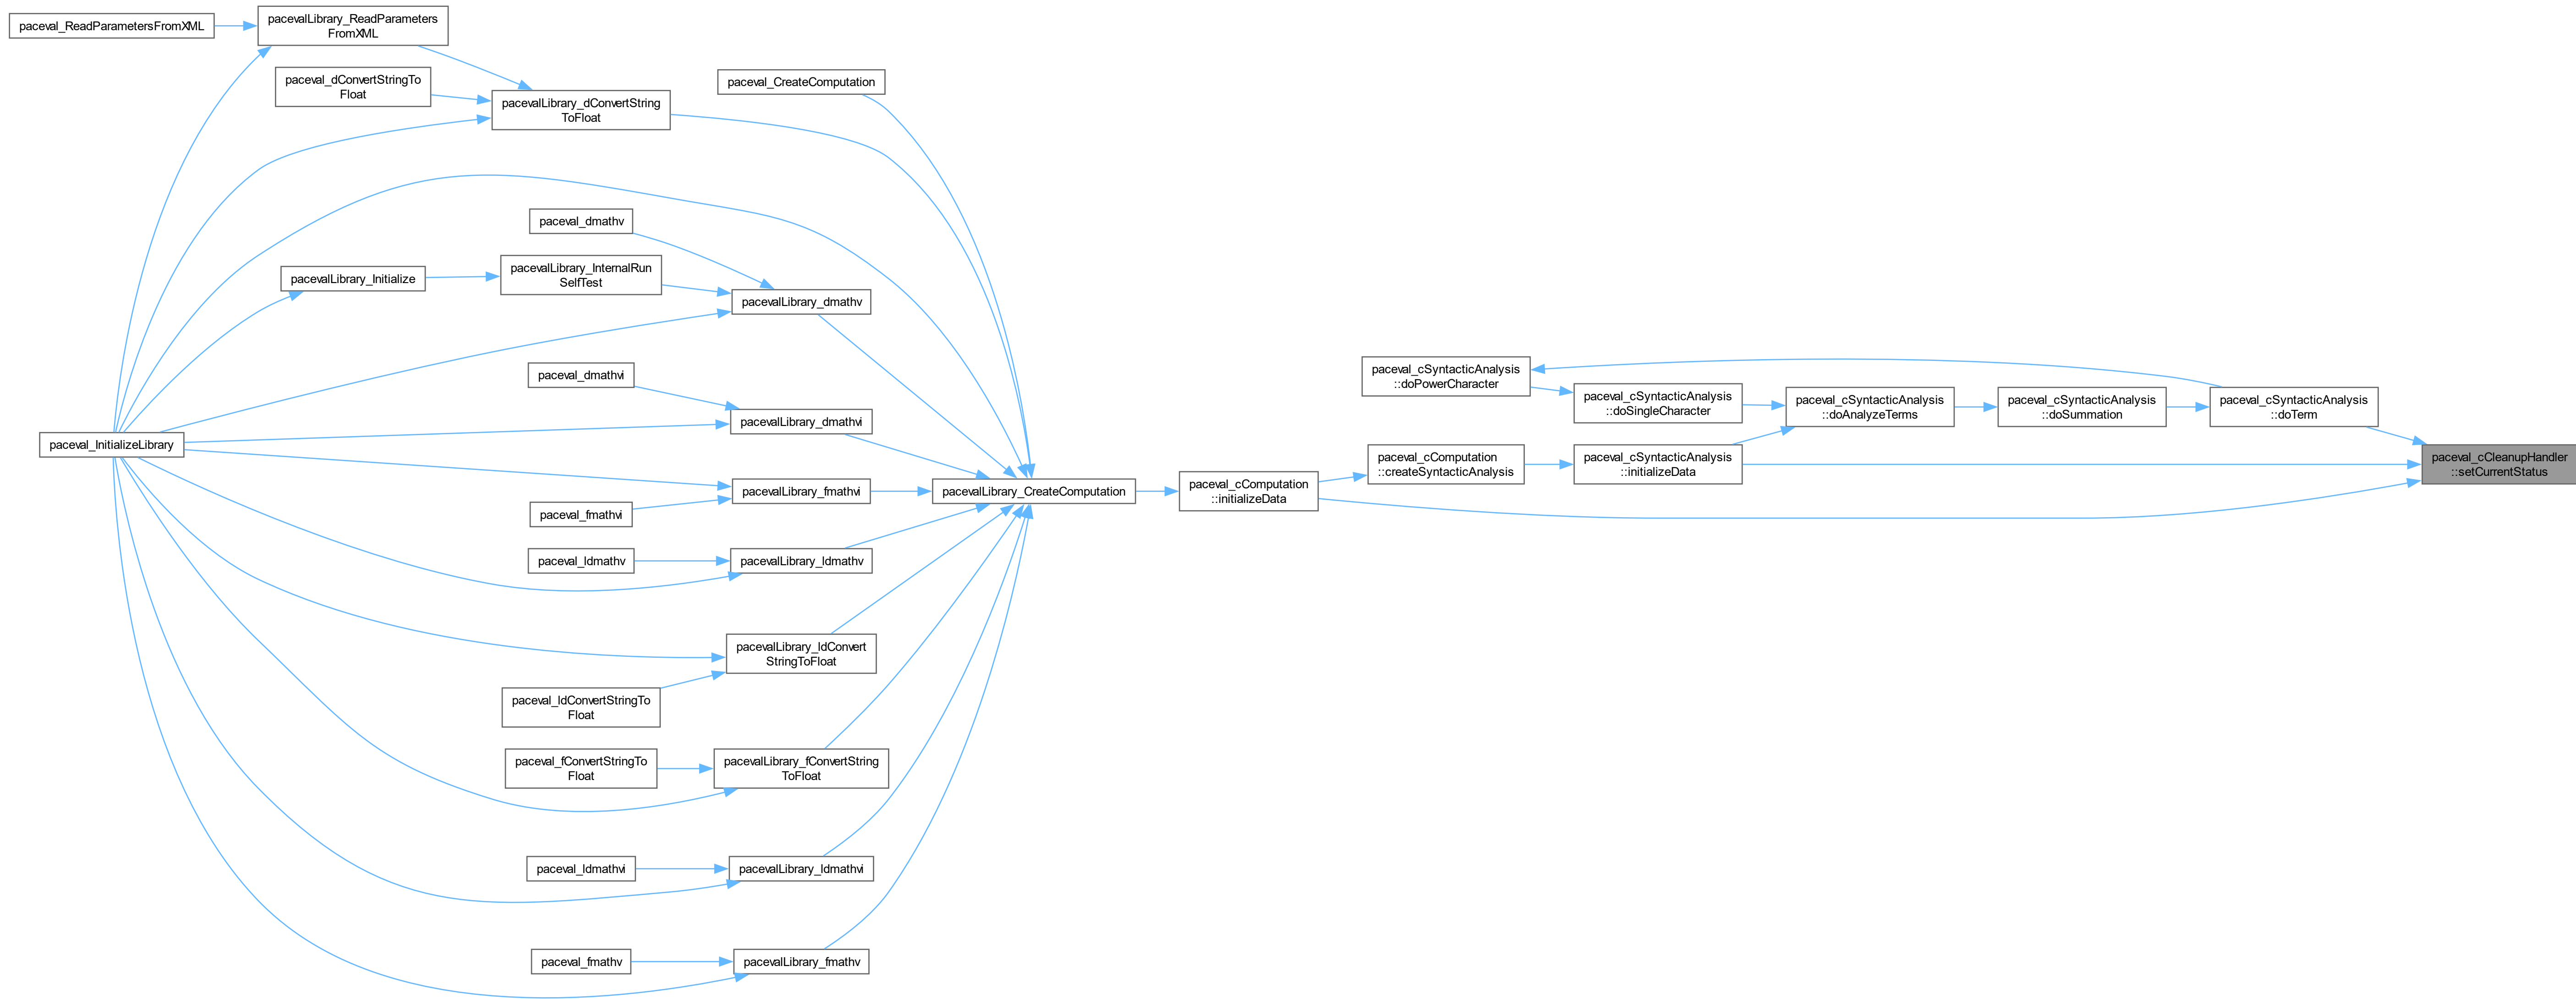 paceval_ReadParametersFromXML
pacevalLibrary_ReadParameters
FromXML
paceval_dConvertStringTo
Float
pacevalLibrary_dConvertString
ToFloat
paceval_CreateComputation
paceval_dmathv
pacevalLibrary_Initialize
pacevalLibrary_InternalRun
SelfTest
pacevalLibrary_dmathv
paceval_dmathvi
pacevalLibrary_dmathvi
paceval_InitializeLibrary
pacevalLibrary_fmathvi
paceval_fmathvi
pacevalLibrary_CreateComputation
paceval_cComputation
::initializeData
paceval_cSyntacticAnalysis
::doPowerCharacter
paceval_cComputation
::createSyntacticAnalysis
paceval_cSyntacticAnalysis
::doSingleCharacter
paceval_cSyntacticAnalysis
::initializeData
paceval_cSyntacticAnalysis
::doAnalyzeTerms
paceval_cSyntacticAnalysis
::doSummation
paceval_cSyntacticAnalysis
::doTerm
paceval_cCleanupHandler
::setCurrentStatus
paceval_ldmathv
pacevalLibrary_ldmathv
pacevalLibrary_ldConvert
StringToFloat
paceval_ldConvertStringTo
Float
paceval_fConvertStringTo
Float
pacevalLibrary_fConvertString
ToFloat
paceval_ldmathvi
pacevalLibrary_ldmathvi
paceval_fmathv
pacevalLibrary_fmathv